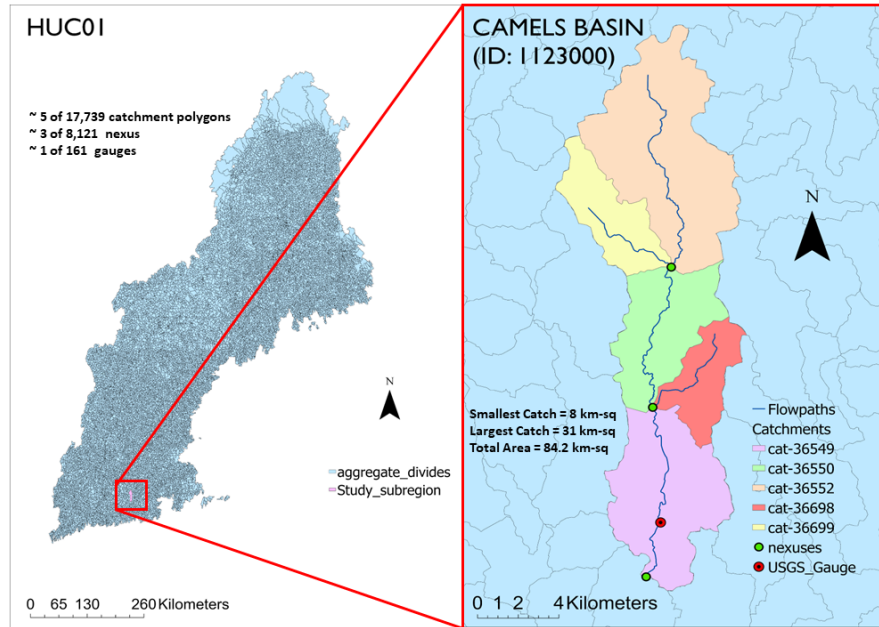 HUC01
~ 5 of 17,739 catchment polygons
~ 3 of 8,121 nexus
~ 1 of 161 gauges
N
aggregate_divides
Study_subregion
0 65 130 260 Kilometers
CAMELS BASIN
(ID: 1123000)
N
Smallest Catch = 8 km-sq
Largest Catch = 31 km-sq
Total Area = 84.2 km-sq
Flowpaths
Catchments
cat-36549
cat-36550
cat-36552
cat-36698
cat-36699
nexuses
USGS_Gauge
0 1 2 4 Kilometers